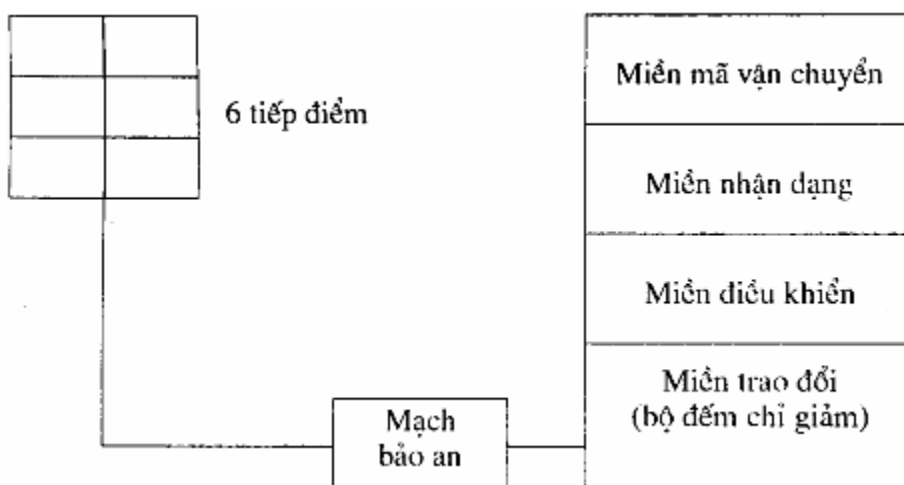 6 tiếp điểm
Miền mã vận chuyển
Miền nhận dạng
Miền điều khiển
Miền trao đổi
(bộ đếm chỉ giảm)
Mạch
bảo an